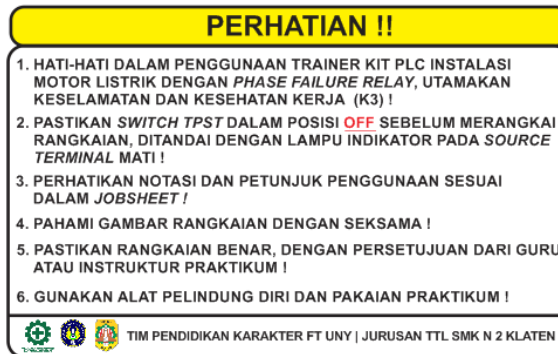 PERHATIAN !!
1. HATI-HATI DALAM PENGGUNAAN TRAINER KIT PLC INSTALASI
MOTOR LISTRIK DENGAN PHASE FAILURE RELAY, UTAMAKAN
KESELAMATAN DAN KESEHATAN KERJA (K3) !
2. PASTIKAN SWITCH TPST DALAM POSISI OFF SEBELUM MERANGKAI
RANGKAIAN, DITANDAI DENGAN LAMPU INDIKATOR PADA SOURCE
TERMINAL MATI !
3. PERHATIKAN NOTASI DAN PETUNJUK PENGGUNAAN SESUAI
DALAM JOBSHEET !
4. PAHAMI GAMBAR RANGKAIAN DENGAN SEKSAMA !
5. PASTIKAN RANGKAIAN BENAR, DENGAN PERSETUJUAN DARI GURU
ATAU INSTRUKTUR PRAKTIKUM !
6. GUNAKAN ALAT PELINDUNG DIRI DAN PAKAIAN PRAKTIKUM !
TIM PENDIDIKAN KARAKTER FT UNY | JURUSAN TTL SMK N 2 KLATEN